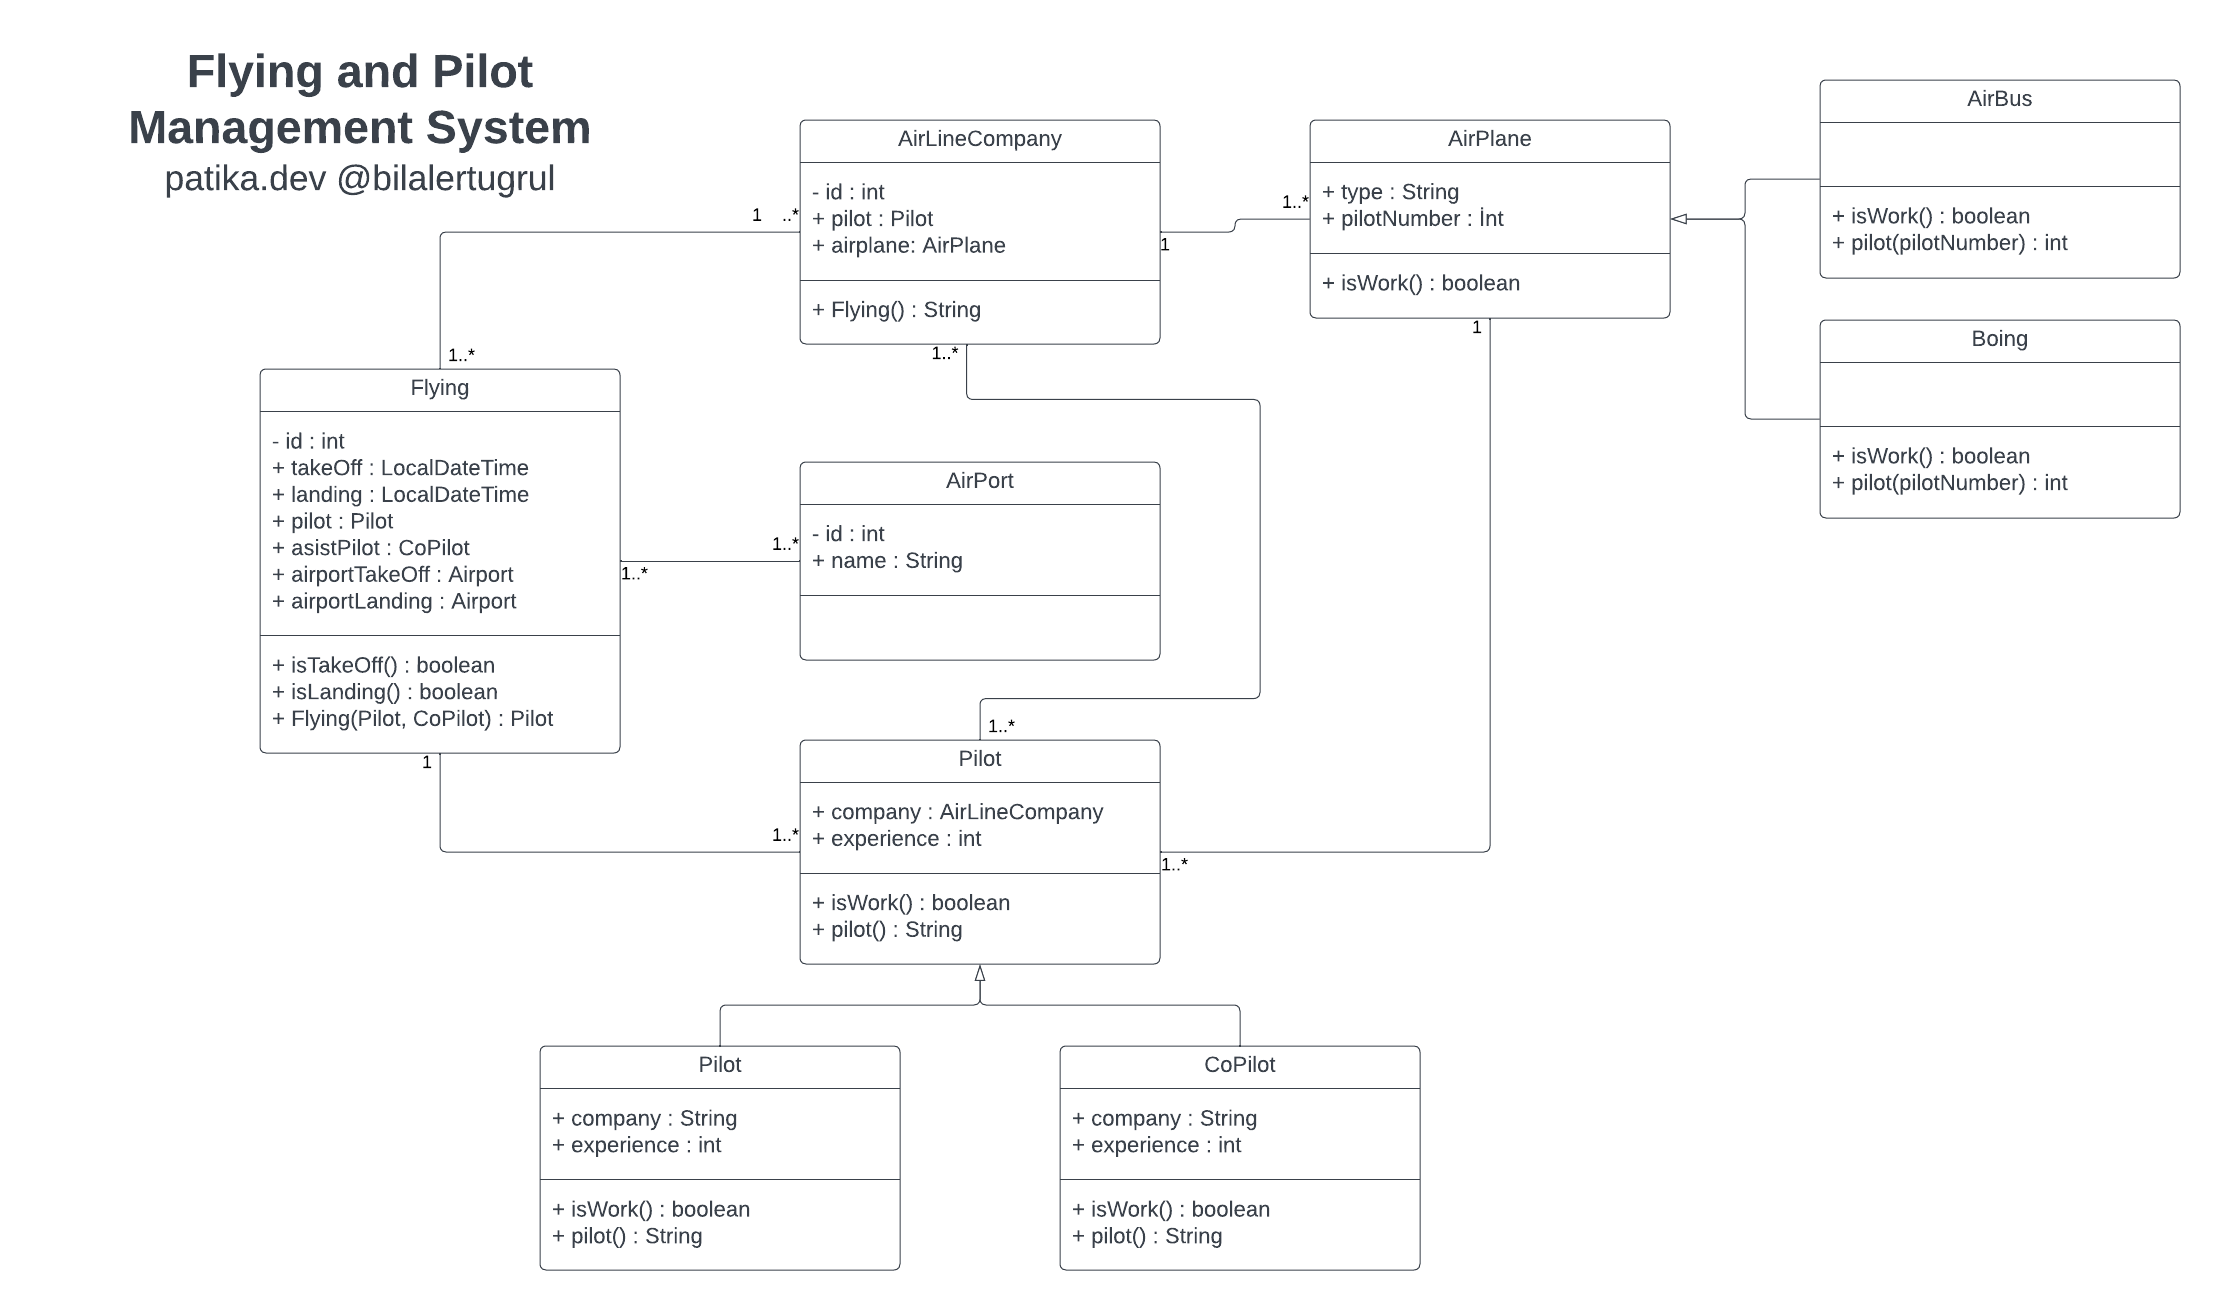 Flying and Pilot
Management System
patika.dev @bilalertugrul
AirLineCompany
- id : int
+ pilot : Pilot
+ airplane: AirPlane
+ Flying() : String
1 ..*
1
1..*
1..*
AirPlane
+ type : String
+ pilotNumber : İnt
+ isWork() : boolean
1..*
1
AirBus
+ isWork() : boolean
+ pilot(pilotNumber) : int
Boing
+ isWork() : boolean
+ pilot(pilotNumber) : int
Flying
- id : int
+ takeOff : LocalDateTime
+ landing : LocalDateTime
+ pilot : Pilot
+ asistPilot : CoPilot
+ airportTakeOff : Airport
+ airportLanding : Airport
+ isTakeOff() : boolean
+ isLanding() : boolean
+ Flying(Pilot, CoPilot) : Pilot
1..*
1..*
1
AirPort
- id : int
+ name : String
1..*
Pilot
+ company : AirLineCompany
+ experience : int
+ isWork() : boolean
+ pilot() : String
1..*
1..*
Pilot
+ company : String
+ experience : int
+ isWork() : boolean
+ pilot() : String
CoPilot
+ company : String
+ experience : int
+ isWork() : boolean
+ pilot() : String